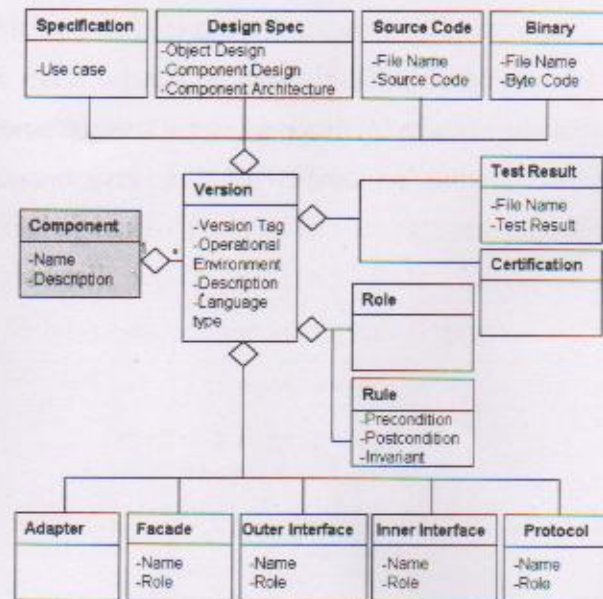 Specification
-Use case
Design Spec
-Object Design
-Component Design
-Component Architecture
Source Code
-File Name
-Source Code
Binary
-File Name
-Byte Code
Version
-Version Tag
-Operational
Environment
-Description
-Language
type
Test Result
-File Name
-Test Result
Component
-Name
-Description
*
Certification
Role
Rule
-Precondition
-Postcondition
-Invariant
Adapter
Facade
-Name
-Role
Outer Interface
-Name
-Role
Inner Interface
-Name
-Role
Protocol
-Name
-Role